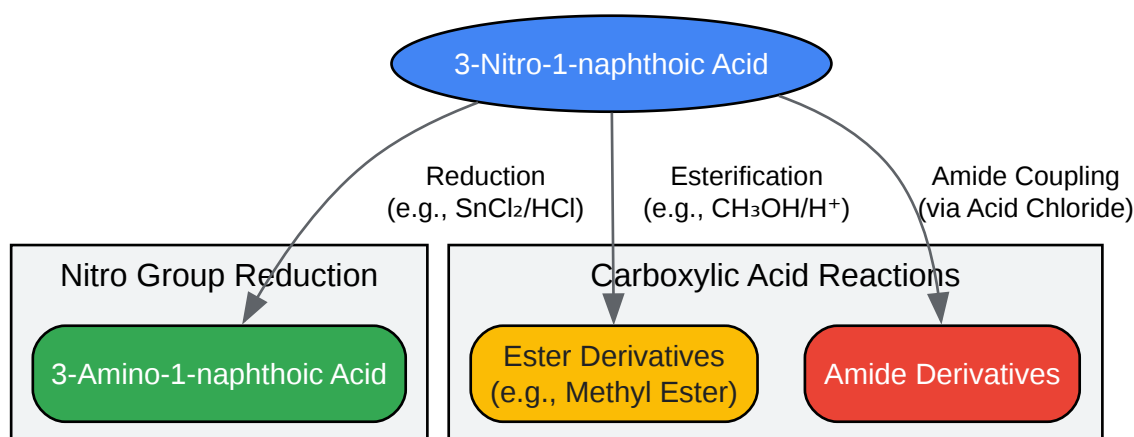 3-Nitro-1-naphthoic Acid
Reduction
(e.g., SnCl₂/HCl)
Esterification
(e.g., CH₃OH/H⁺)
Amide Coupling
(via Acid Chloride)
Nitro Group Reduction
Carboxylic Acid Reactions
3-Amino-1-naphthoic Acid
Ester Derivatives
(e.g., Methyl Ester)
Amide Derivatives